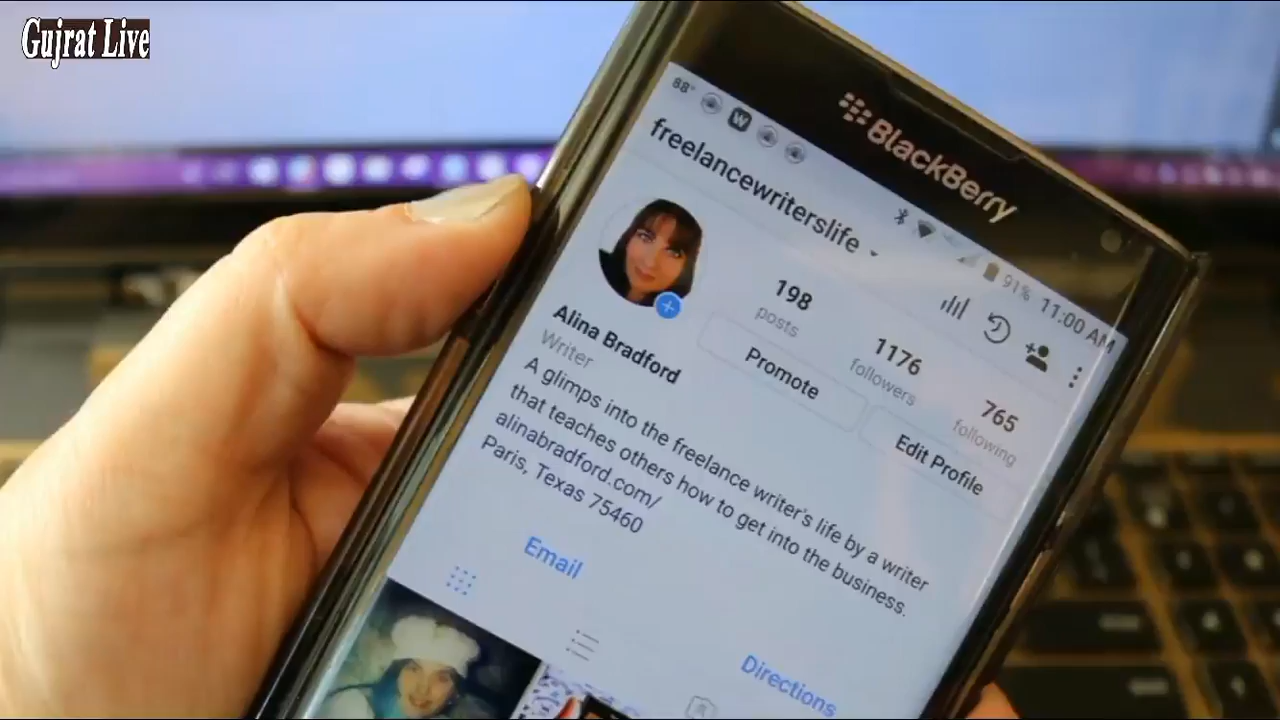 Gujrat Live
BlackBerry
88°
W
91% 11:00 AM
freelancewriterslife
198
posts
1176
followers
765
following
Promote
Edit Profile
Alina Bradford
Writer
A glimps into the freelance writer's life by a writer
that teaches others how to get into the business.
alinabradford.com/
Paris, Texas 75460
Email
Directions